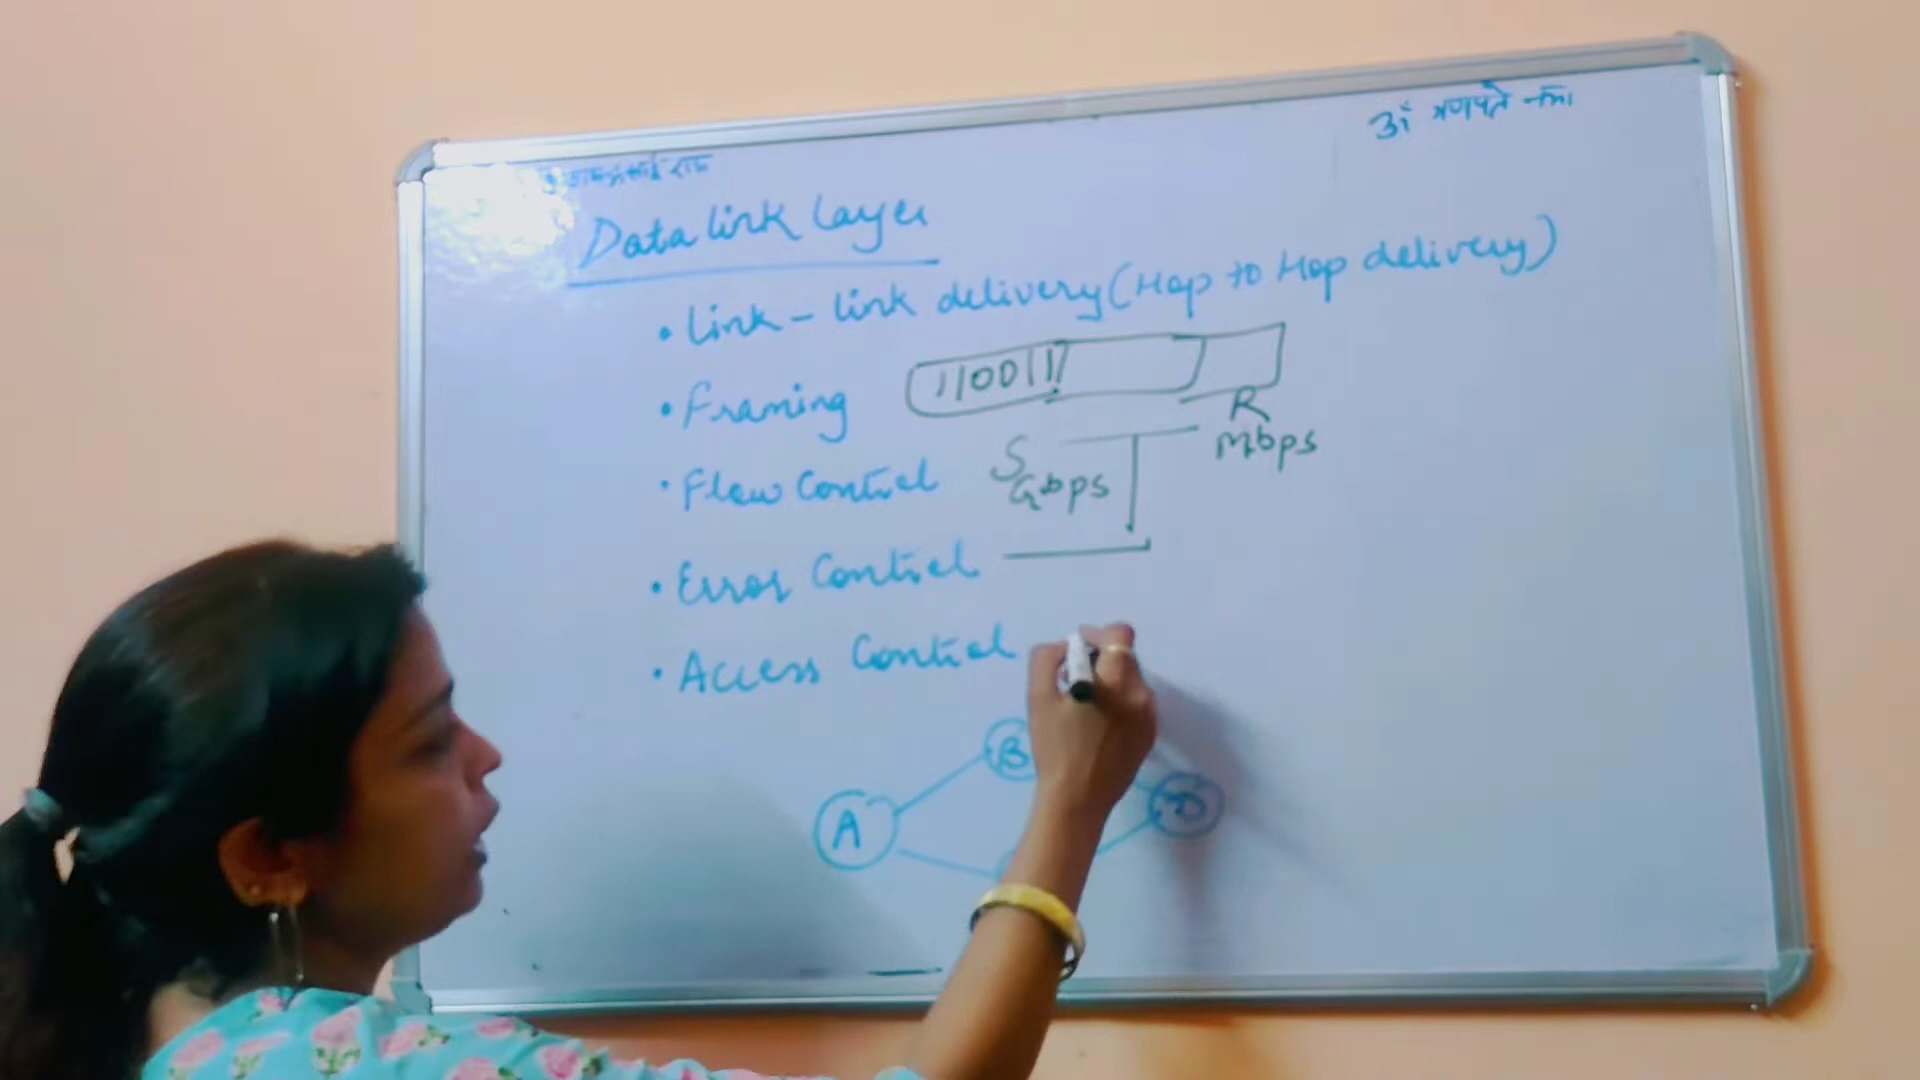 ॐ गणपते नमः
Data link Layer
• Link - link delivery (Hop to Hop delivery)
• Framing 1100111
R
Mbps
• Flow Control S
Gbps
• Error Control
• Access Control
B
A D